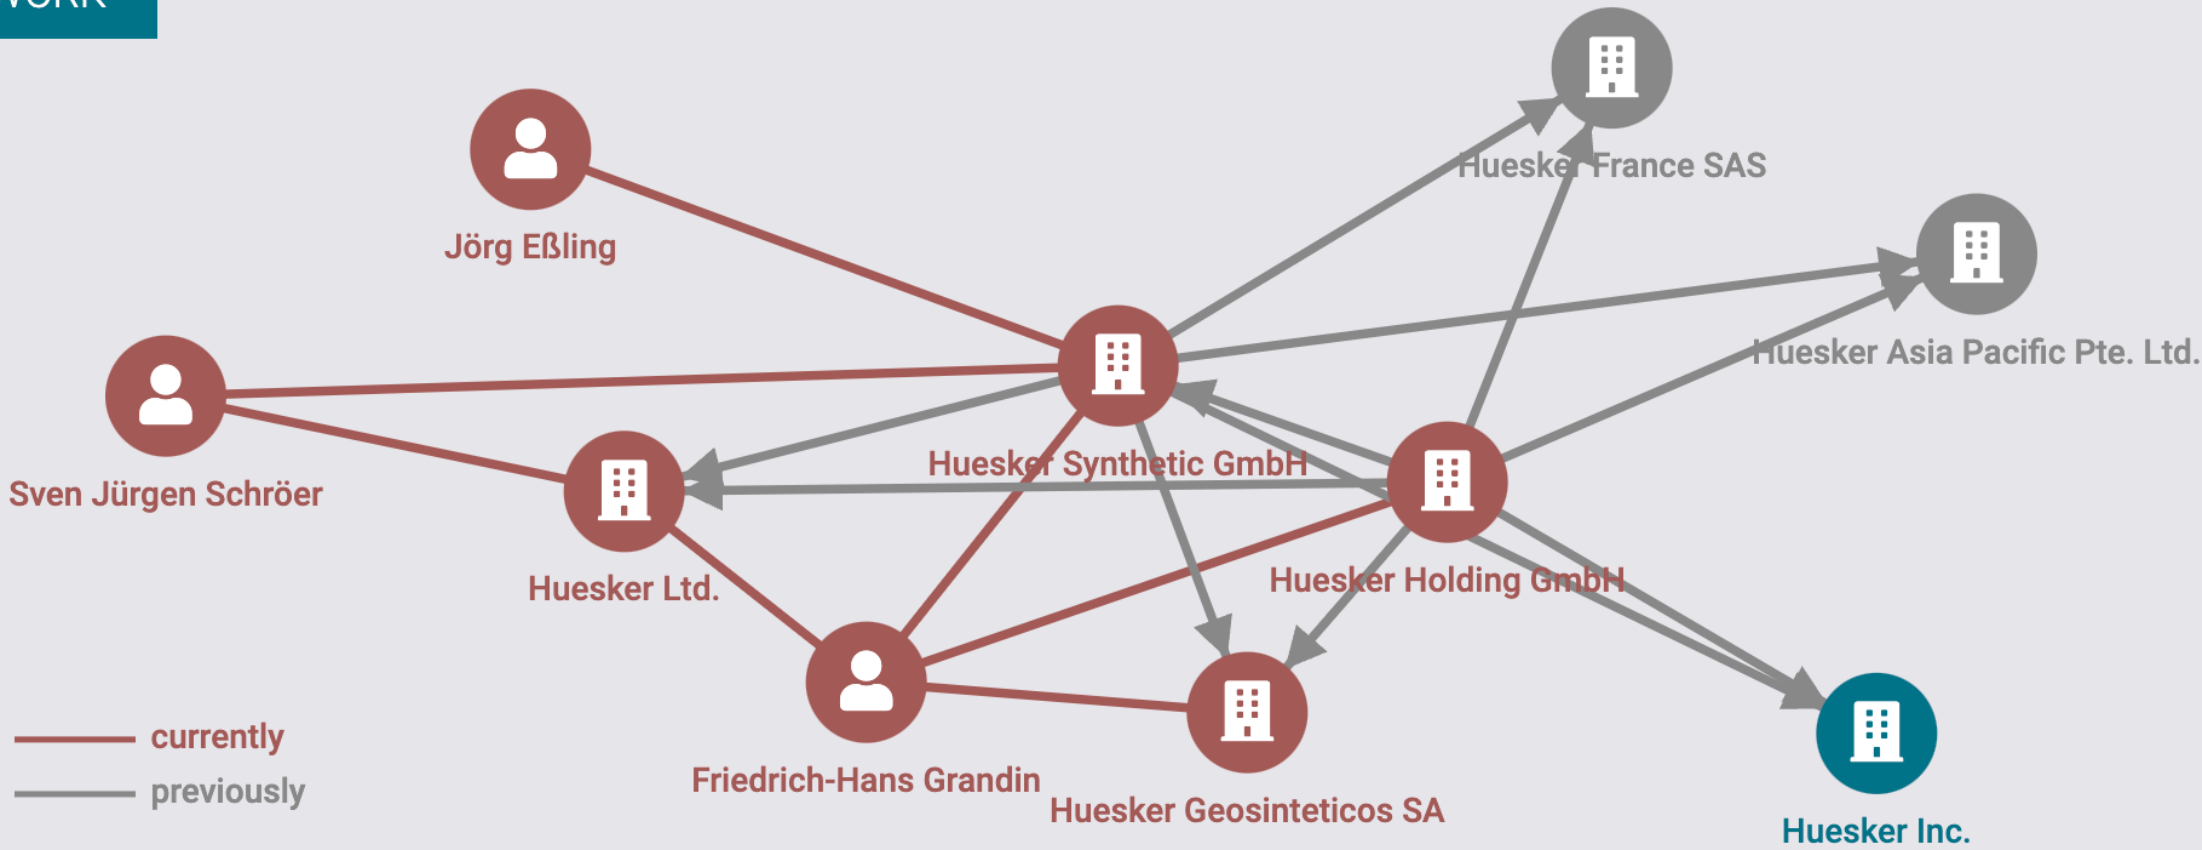 Huesker France SAS
Jörg Eßling
Huesker Asia Pacific Pte. Ltd.
Huesker Synthetic GmbH
Sven Jürgen Schröer
Huesker Holding GmbH
Huesker Ltd.
currently
previously
Friedrich-Hans Grandin
Huesker Geosinteticos SA
Huesker Inc.